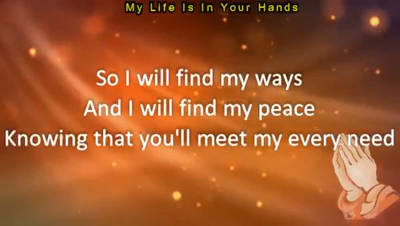 My Life Is In Your Hands
So I will find my ways
And I will find my peace
Knowing that you'll meet my every need